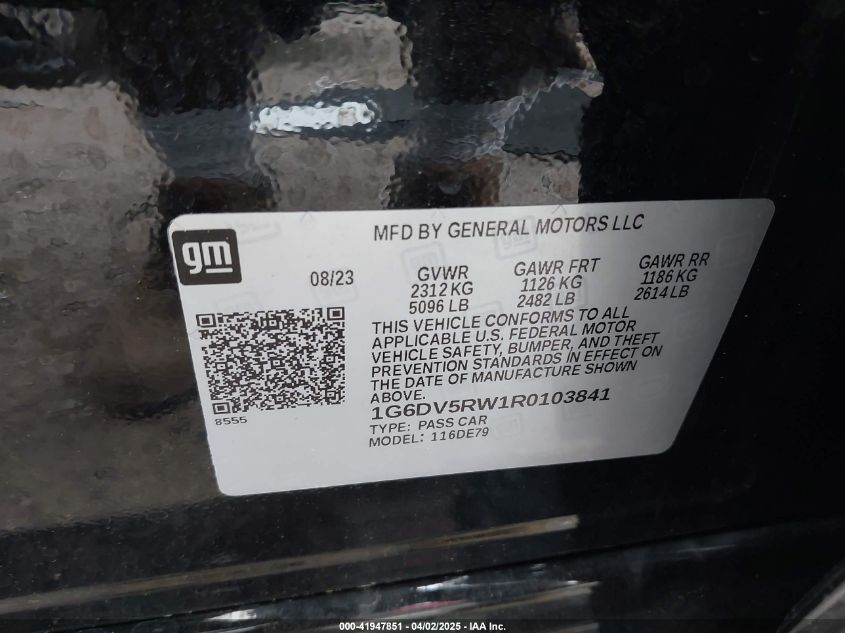 MFD BY GENERAL MOTORS LLC
gm
08/23
GVWR GAWR FRT GAWR RR
2312 KG 1126 KG 1186 KG
5096 LB 2482 LB 2614 LB
THIS VEHICLE CONFORMS TO ALL
APPLICABLE U.S. FEDERAL MOTOR
VEHICLE SAFETY, BUMPER, AND THEFT
PREVENTION STANDARDS IN EFFECT ON
THE DATE OF MANUFACTURE SHOWN
ABOVE.
1G6DV5RW1R0103841
8555
TYPE: PASS CAR
MODEL: 116DE79
000-41947851 - 04/02/2025 - IAA Inc.